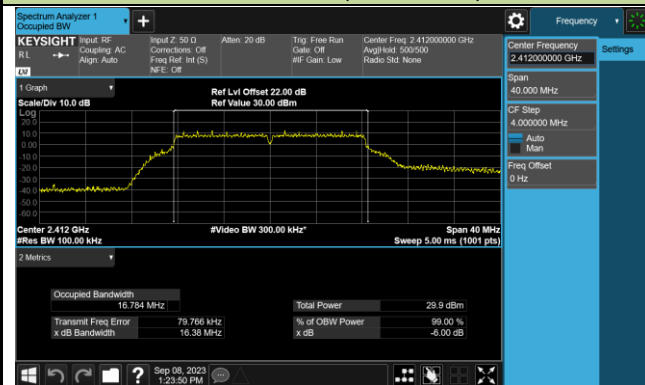 Spectrum Analyzer 1
Occupied BW
+
Frequency
KEYSIGHT
RL
LXI
Input: RF
Coupling: AC
Align: Auto
Input Z: 50 Ω
Corrections: Off
Freq Ref: Int (S)
NFE: Off
Atten: 20 dB
Trig: Free Run
Gate: Off
#IF Gain: Low
Center Freq: 2.412000000 GHz
Avg|Hold: 500/500
Radio Std: None
Center Frequency
2.412000000 GHz
Settings
Span
40.000 MHz
CF Step
4.000000 MHz
Auto
Man
Freq Offset
0 Hz
1 Graph
Scale/Div 10.0 dB
Ref Lvl Offset 22.00 dB
Ref Value 30.00 dBm
Log
20.0
10.0
0.00
-10.0
-20.0
-30.0
-40.0
-50.0
-60.0
Center 2.412 GHz
#Res BW 100.00 kHz
#Video BW 300.00 kHz*
Span 40 MHz
Sweep 5.00 ms (1001 pts)
2 Metrics
Occupied Bandwidth
16.784 MHz
Total Power 29.9 dBm
Transmit Freq Error 79.766 kHz
% of OBW Power 99.00 %
x dB Bandwidth 16.38 MHz
x dB -6.00 dB
?
Sep 08, 2023
1:23:50 PM